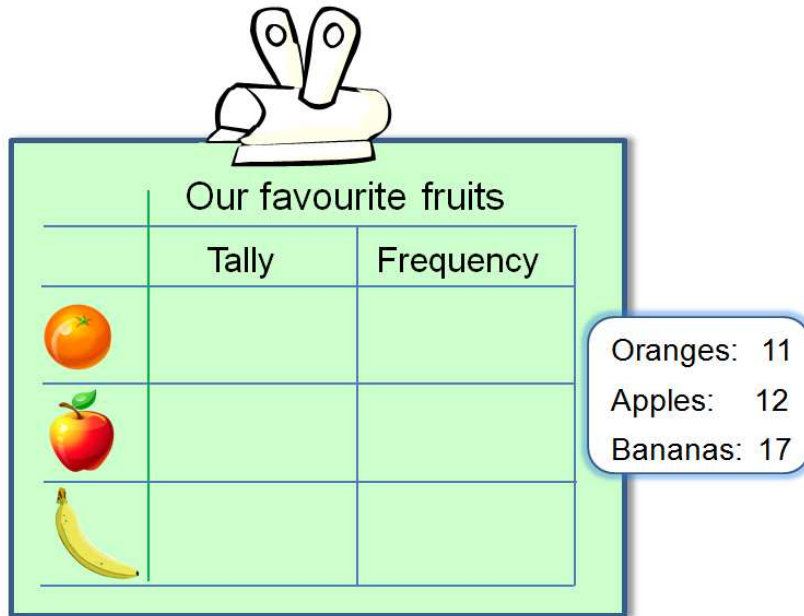 Our favourite fruits
Tally Frequency
Oranges: 11
Apples: 12
Bananas: 17